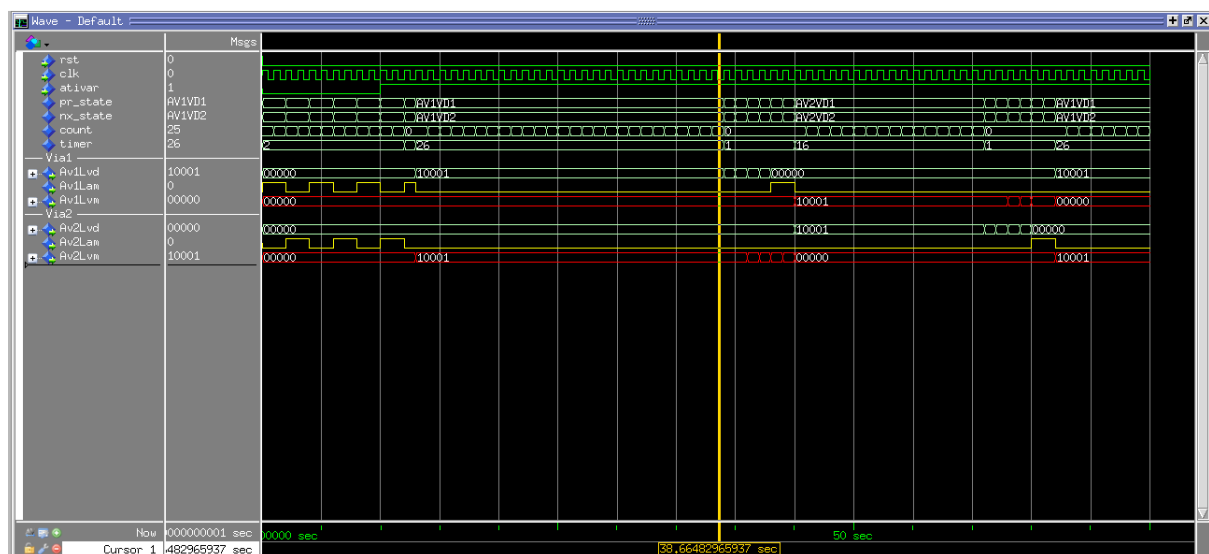 Wave - Default
Msgs
rst 0
clk 0
ativar 1
pr_state AV1VD1 AV1VD1 AV2VD1 AV1VD1
nx_state AV1VD2 AV1VD2 AV2VD2 AV1VD2
count 25 0 0 0
timer 26 2 26 1 16 1 26
Via1
Av1Lvd 10001 00000 10001 00000 10001
Av1Lam 0
Av1Lvm 00000 00000 10001 00000
Via2
Av2Lvd 00000 00000 10001 00000
Av2Lam 0
Av2Lvm 10001 00000 10001 00000 10001
Now 000000001 sec 00000 sec 50 sec
Cursor 1 .482965937 sec 38.66482965937 sec